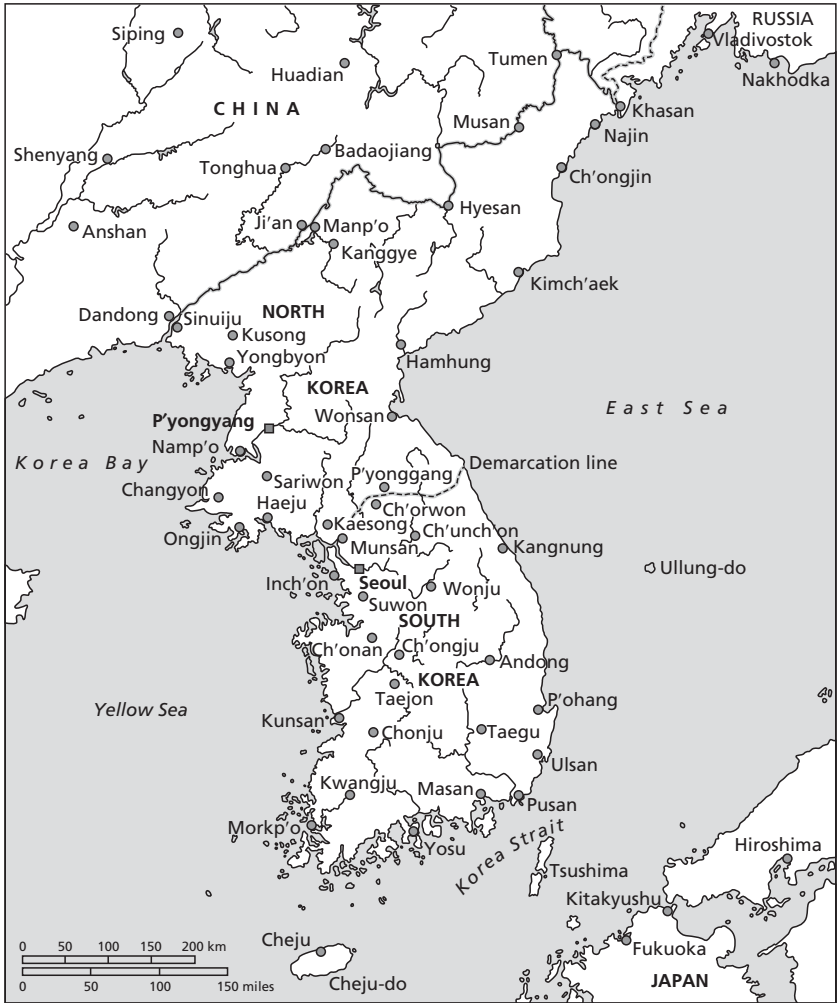 RUSSIA
Siping
Vladivostok
Tumen
Huadian
Nakhodka
CHINA
Khasan
Musan
Najin
Shenyang
Badaojiang
Tonghua
Ch'ongjin
Hyesan
Ji'an
Manp'o
Anshan
Kanggye
Kimch'aek
Dandong
Sinuiju
NORTH
Kusong
Yongbyon
Hamhung
KOREA
East Sea
Wonsan
P'yongyang
Namp'o
Korea Bay
Demarcation line
P'yonggang
Sariwon
Changyon
Haeju
Ch'orwon
Kaesong
Ch'unch'on
Ongjin
Munsan
Kangnung
Ullung-do
Inch'on
Seoul
Wonju
Suwon
SOUTH
Ch'onan
Ch'ongju
Andong
KOREA
Taejon
P'ohang
Yellow Sea
Kunsan
Chonju
Taegu
Ulsan
Kwangju
Masan
Pusan
Morkp'o
Yosu
Korea Strait
Hiroshima
Tsushima
Kitakyushu
Cheju
Fukuoka
0 50 100 150 200 km
0 50 100 150 miles
Cheju-do
JAPAN